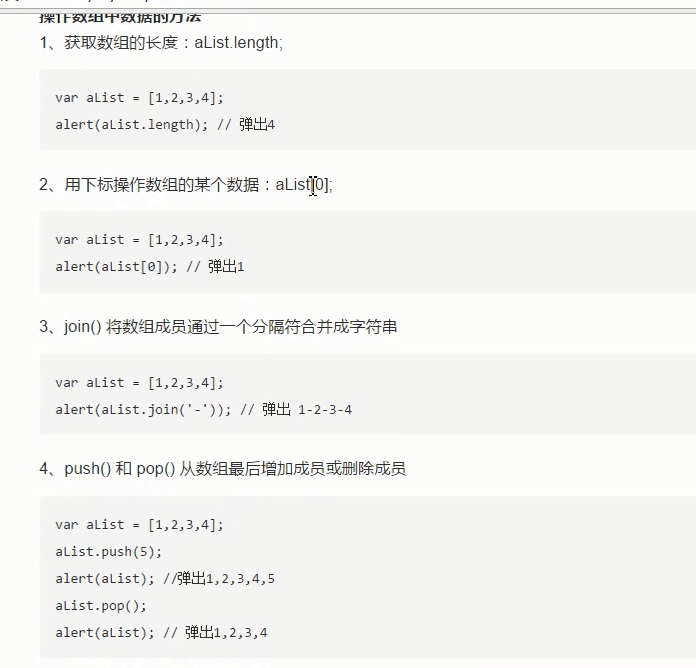 操作数组中数据的方法
1、获取数组的长度：aList.length;
var aList = [1,2,3,4];
alert(aList.length); // 弹出4
2、用下标操作数组的某个数据：aList[0];
var aList = [1,2,3,4];
alert(aList[0]); // 弹出1
3、join() 将数组成员通过一个分隔符合并成字符串
var aList = [1,2,3,4];
alert(aList.join('-')); // 弹出 1-2-3-4
4、push() 和 pop() 从数组最后增加成员或删除成员
var aList = [1,2,3,4];
aList.push(5);
alert(aList); //弹出1,2,3,4,5
aList.pop();
alert(aList); // 弹出1,2,3,4